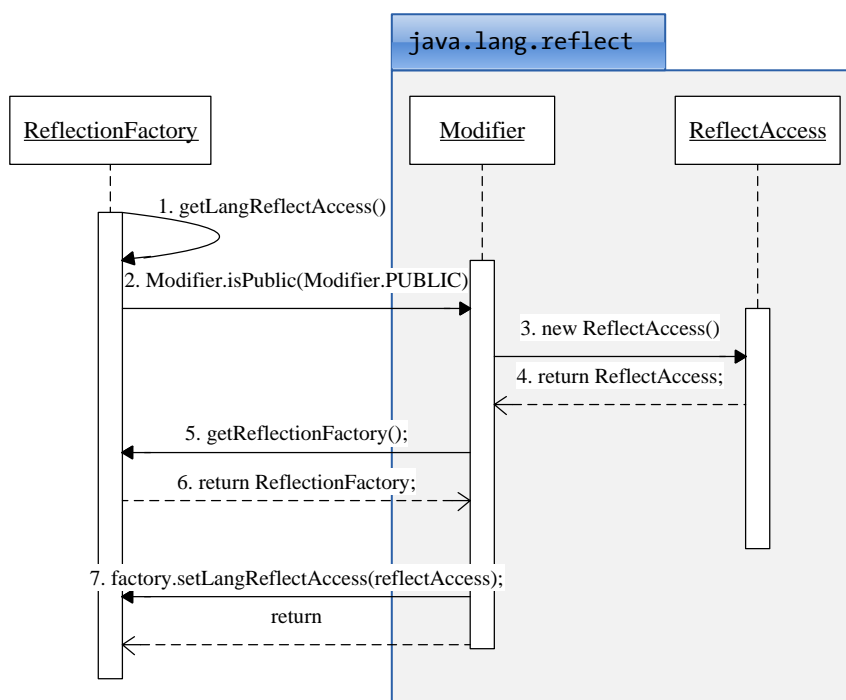 java.lang.reflect
ReflectionFactory
Modifier
ReflectAccess
1. getLangReflectAccess()
2. Modifier.isPublic(Modifier.PUBLIC)
3. new ReflectAccess()
4. return ReflectAccess;
5. getReflectionFactory();
6. return ReflectionFactory;
7. factory.setLangReflectAccess(reflectAccess);
return